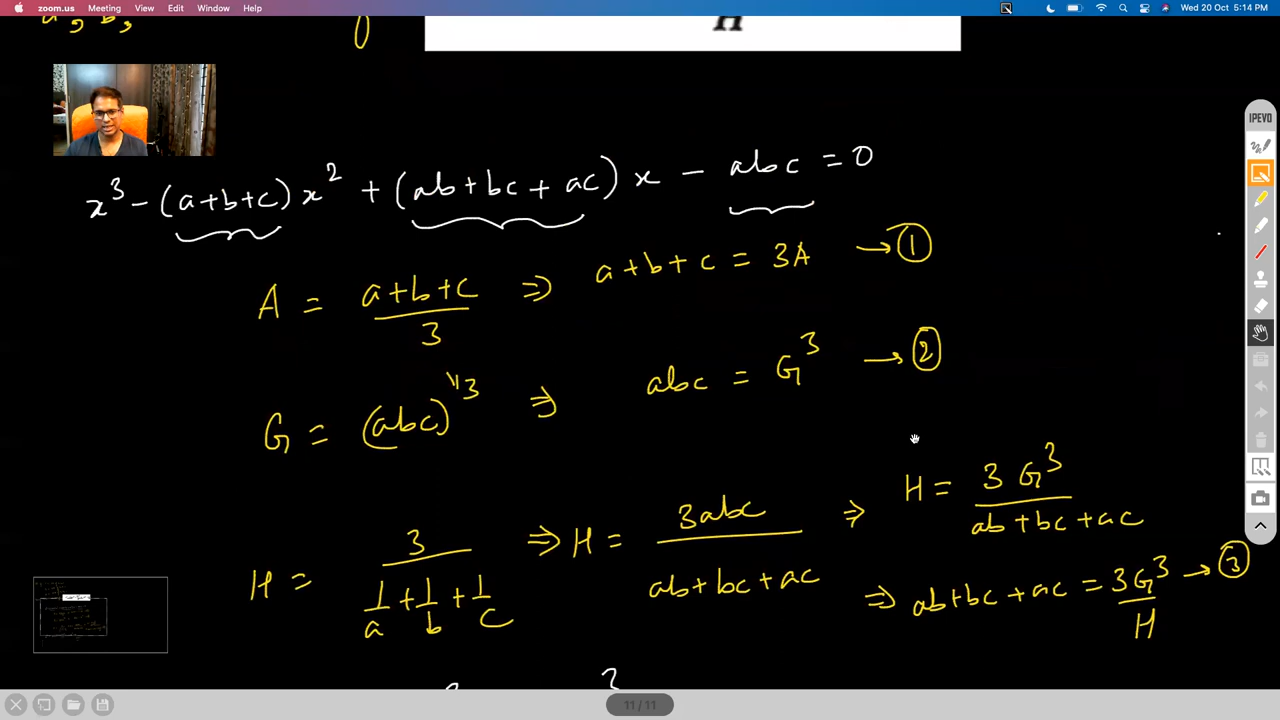 zoom.us Meeting View Edit Window Help Wed 20 Oct 5:14 PM
a, b,
H
IPEVO
x³ - (a+b+c) x² + (ab+bc+ac) x - abc = 0
A = (a+b+c)/3 ⇒ a+b+c = 3A → ①
G = (abc)^1/3 ⇒ abc = G³ → ②
H = 3/(1/a + 1/b + 1/c) ⇒ H = 3abc/(ab+bc+ac) ⇒ H = 3G³/(ab+bc+ac)
⇒ ab+bc+ac = 3G³/H → ③
11/11